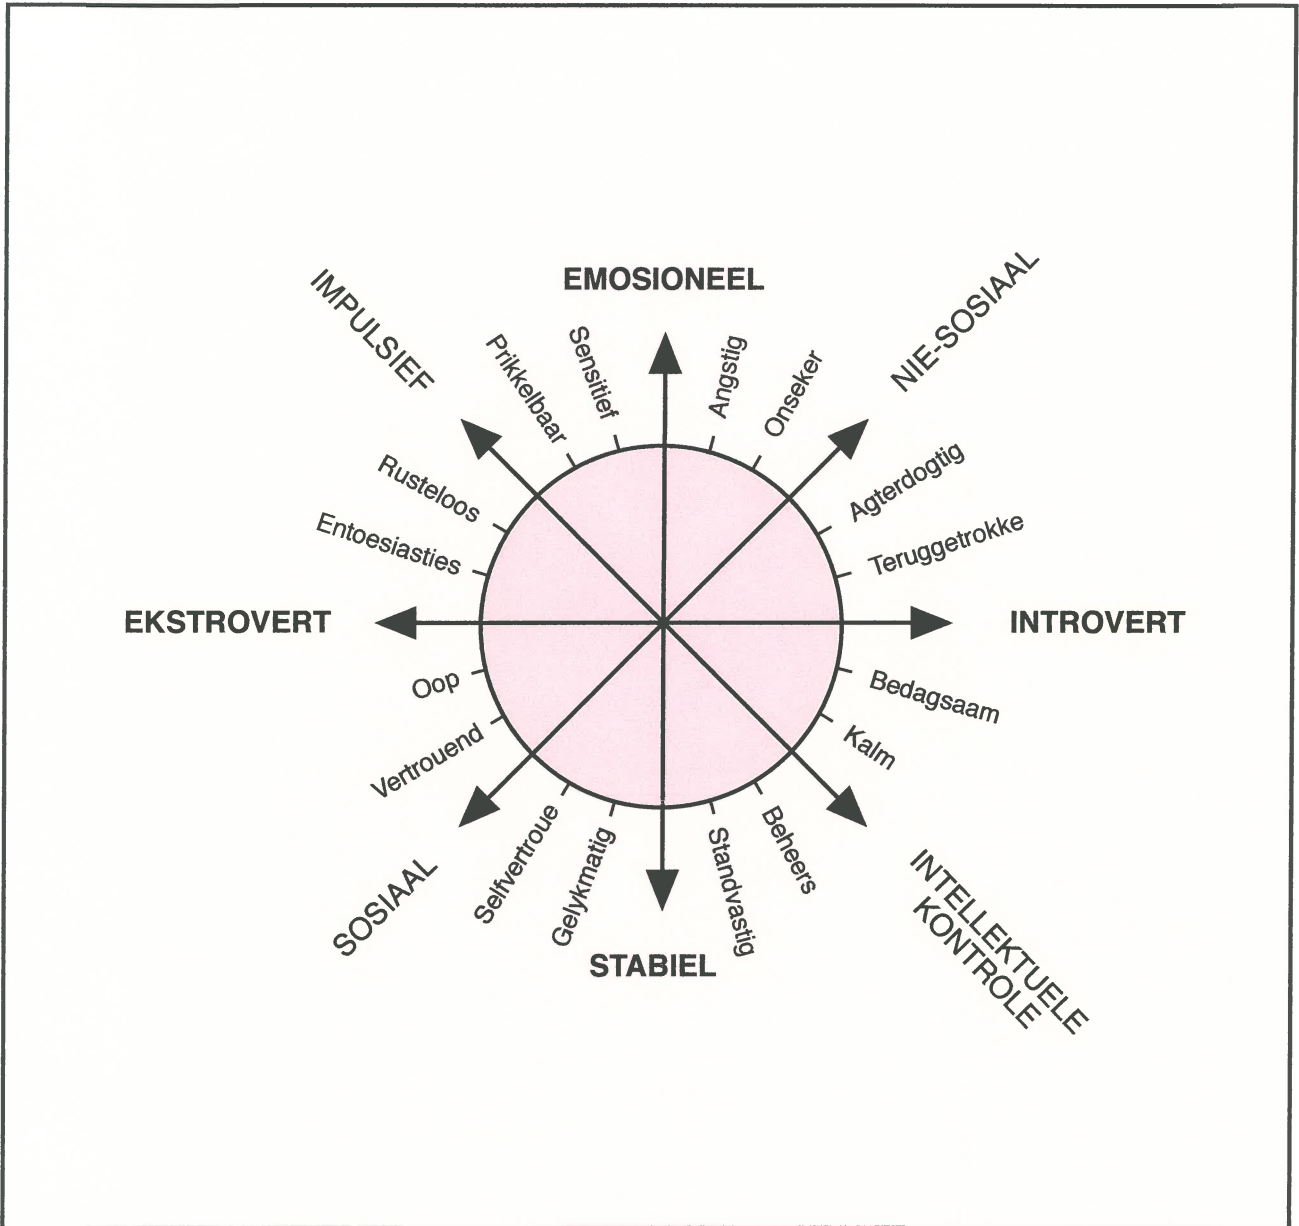 EMOSIONEEL
IMPULSIEF
NIE-SOSIAAL
Prikkelbaar
Sensitief
Angstig
Onseker
Rusteloos
Agterdogtig
Entoesiasties
Teruggetrokke
EKSTROVERT
INTROVERT
Oop
Bedagsaam
Vertrouend
Kalm
Selfvertroue
Gelykmatig
Standvastig
Beheers
SOSIAAL
STABIEL
INTELLEKTUELE
KONTROLE